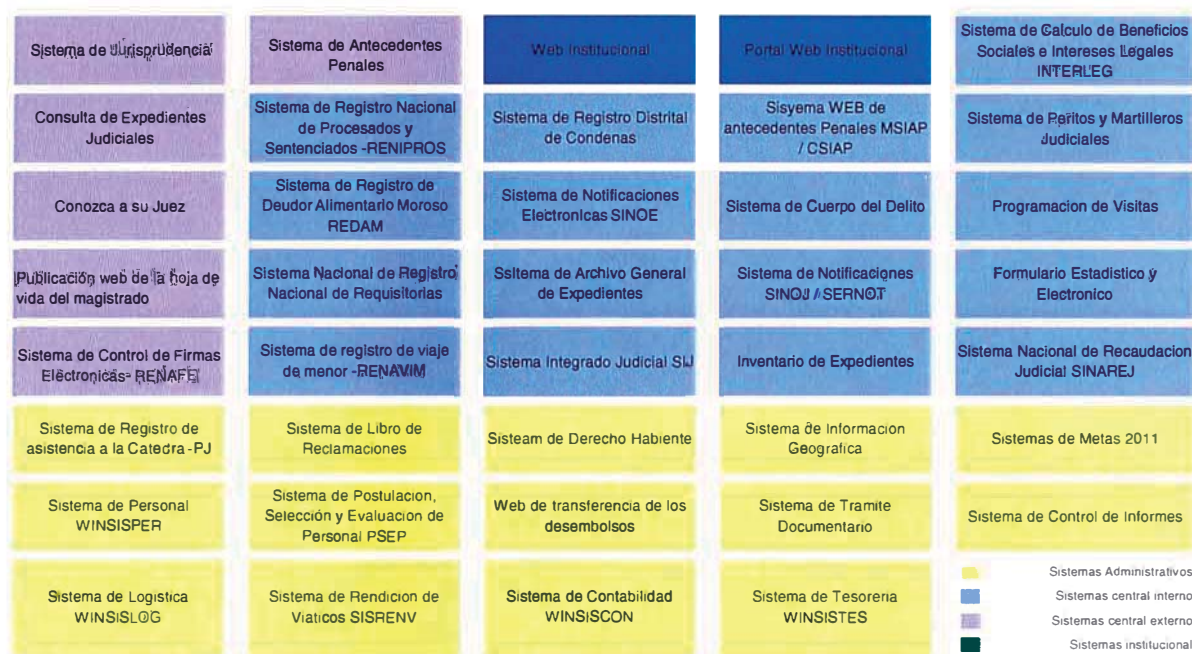 Sistema de Jurisprudencial
Sistema de Antecedentes
Penales
Web Institucional
Portal Web Institucional
Sistema de Calculo de Beneficios
Sociales e Intereses Legales
INTERLEG
Consulta de Expedientes
Judiciales
Sistema de Registro Nacional
de Procesados y
Sentenciados -RENIPROS
Sistema de Registro Distrital
de Condenas
Sisyema WEB de
antecedentes Penales MSIAP
/ CSIAP
Sistema de Peritos y Martilleros
Judiciales
Conozca a su Juez
Sistema de Registro de
Deudor Alimentario Moroso
REDAM
Sistema de Notificaciones
Electronicas SINOE
Sistema de Cuerpo del Delito
Programacion de Visitas
Publicación web de la hoja de
vida del magistrado
Sistema Nacional de Registro
Nacional de Requisitorias
Ssitema de Archivo General
de Expedientes
Sistema de Notificaciones
SINOJ / SERNOT
Formulario Estadistico y
Electronico
Sistema de Control de Firmas
Electronicas- RENAFE
Sistema de registro de viaje
de menor -RENAVIM
Sistema Integrado Judicial SIJ
Inventario de Expedientes
Sistema Nacional de Recaudacion
Judicial SINAREJ
Sistema de Registro de
asistencia a la Catedra -PJ
Sistema de Libro de
Reclamaciones
Sisteam de Derecho Habiente
Sistema de Informacion
Geografica
Sistemas de Metas 2011
Sistema de Personal
WINSISPER
Sistema de Postulacion,
Selección y Evaluacion de
Personal PSEP
Web de transferencia de los
desembolsos
Sistema de Tramite
Documentario
Sistema de Control de Informes
Sistema de Logistica
WINSISLOG
Sistema de Rendicion de
Viaticos SISRENV
Sistema de Contabilidad
WINSISCON
Sistema de Tesoreria
WINSISTES
Sistemas Administrativos
Sistemas central interno
Sistemas central externo
Sistemas institucional